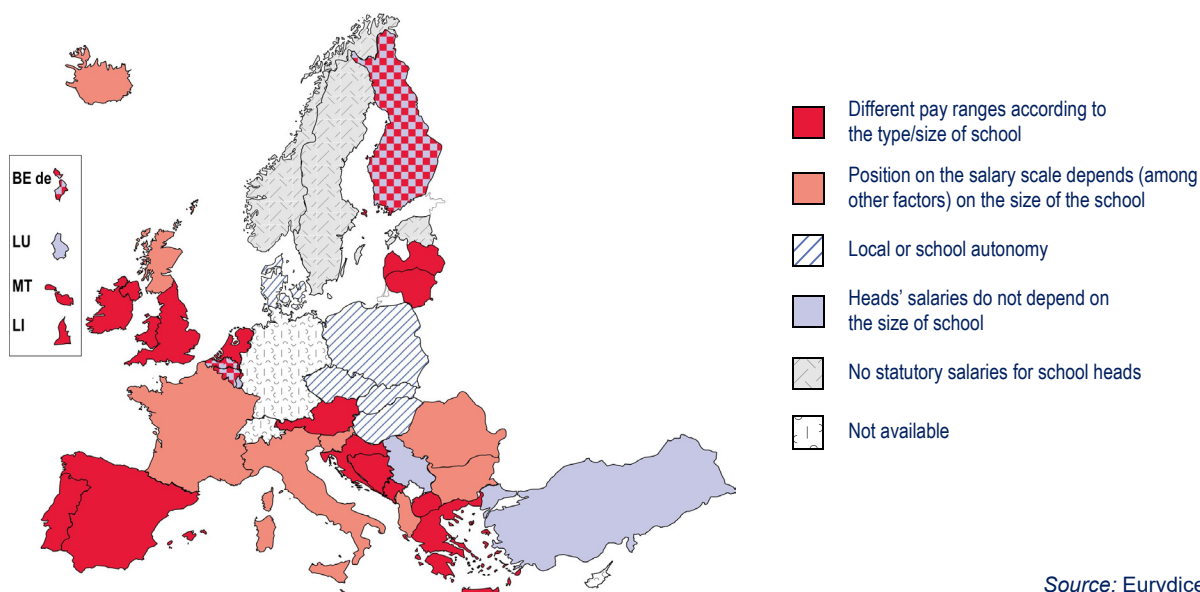 BE de
LU
MT
LI
Different pay ranges according to
the type/size of school
Position on the salary scale depends (among
other factors) on the size of the school
Local or school autonomy
Heads' salaries do not depend on
the size of school
No statutory salaries for school heads
Not available
Source: Eurydice